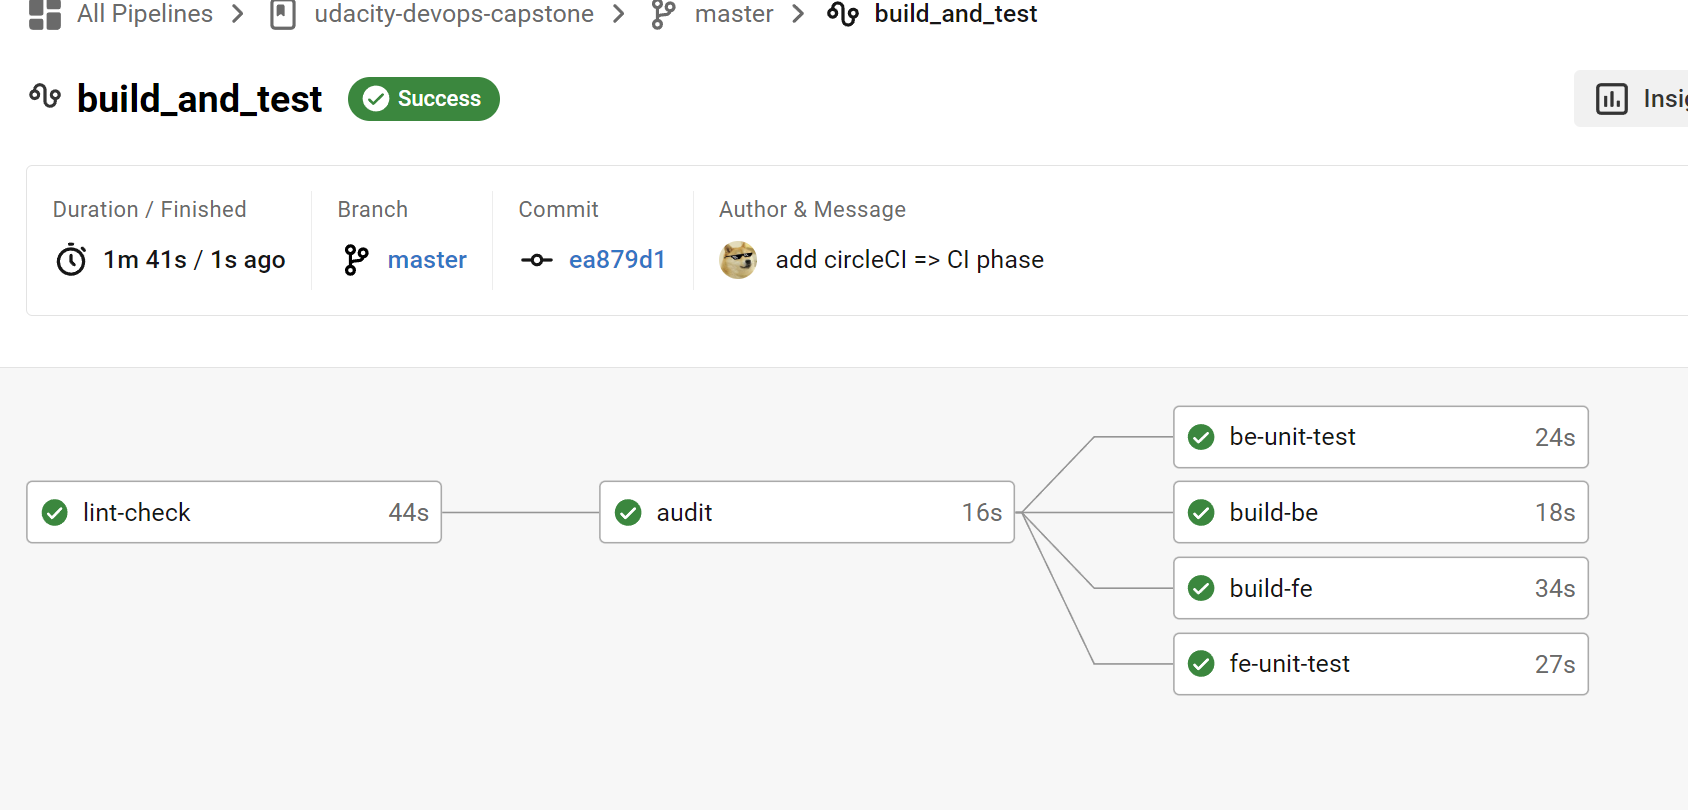 All Pipelines > udacity-devops-capstone > master > build_and_test
build_and_test Success
Duration / Finished Branch Commit Author & Message
1m 41s / 1s ago master ea879d1 add circleCI => CI phase
be-unit-test 24s
lint-check 44s audit 16s build-be 18s
build-fe 34s
fe-unit-test 27s